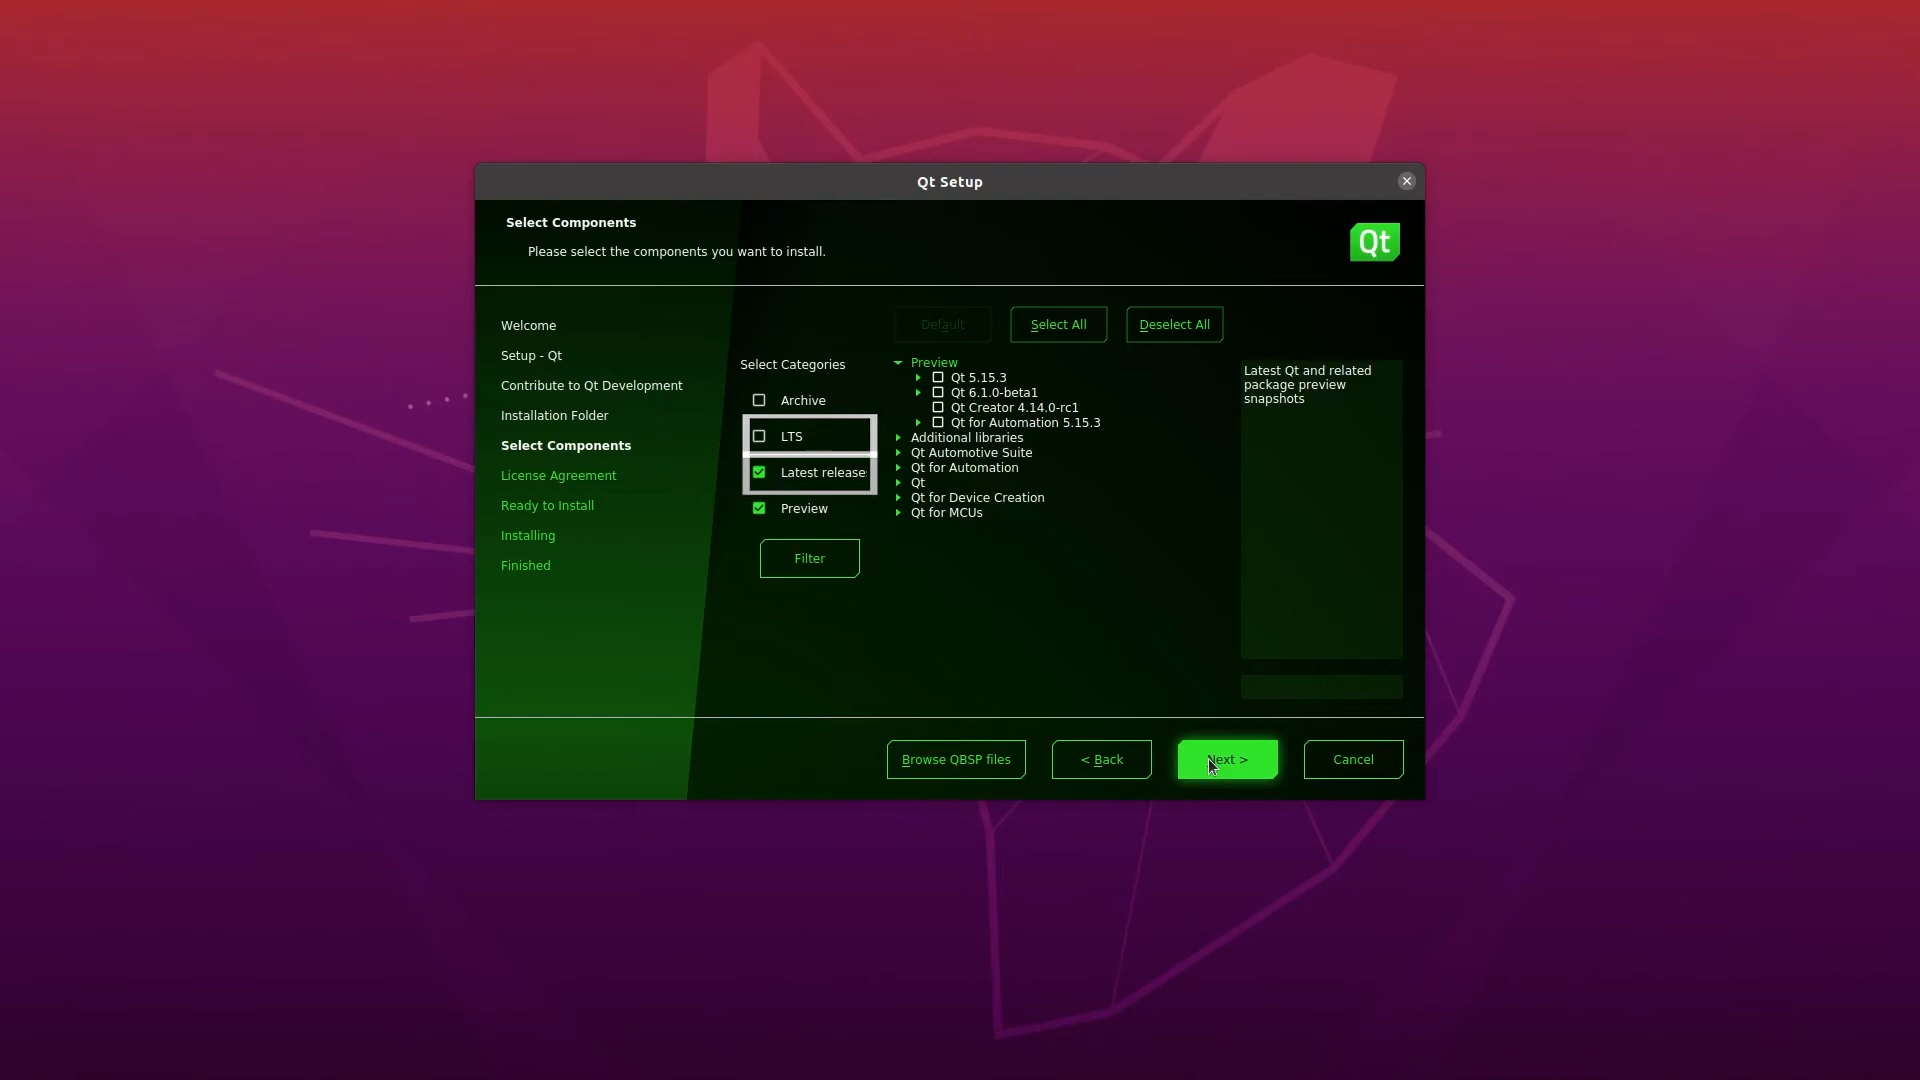 Qt Setup
Select Components
Please select the components you want to install.
Qt
Welcome
Setup - Qt
Contribute to Qt Development
Installation Folder
Select Components
License Agreement
Ready to Install
Installing
Finished
Default
Select All
Deselect All
Select Categories
Archive
LTS
Latest release
Preview
Filter
Preview
Qt 5.15.3
Qt 6.1.0-beta1
Qt Creator 4.14.0-rc1
Qt for Automation 5.15.3
Additional libraries
Qt Automotive Suite
Qt for Automation
Qt
Qt for Device Creation
Qt for MCUs
Latest Qt and related
package preview
snapshots
Browse QBSP files
< Back
Next >
Cancel